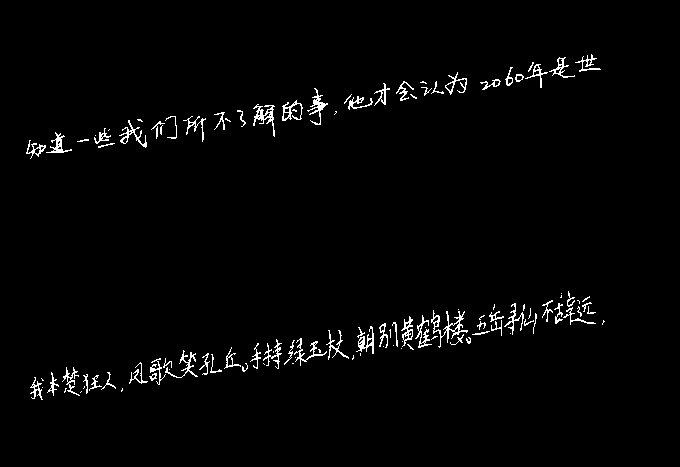 知道一些我们所不了解的事，他才会认为2060年是世
我本楚狂人，凤歌笑孔丘。手持绿玉杖，朝别黄鹤楼。五岳寻仙不辞远，